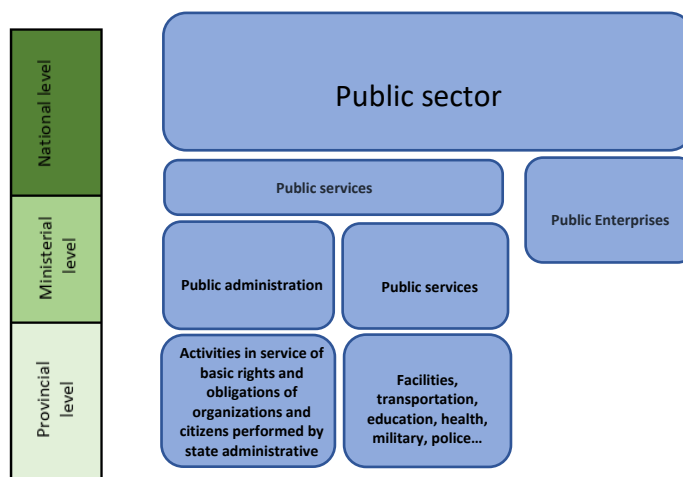 National level
Ministerial
level
Provincial
level
Public sector
Public services
Public Enterprises
Public administration
Public services
Activities in service of
basic rights and
obligations of
organizations and
citizens performed by
state administrative
Facilities,
transportation,
education, health,
military, police…